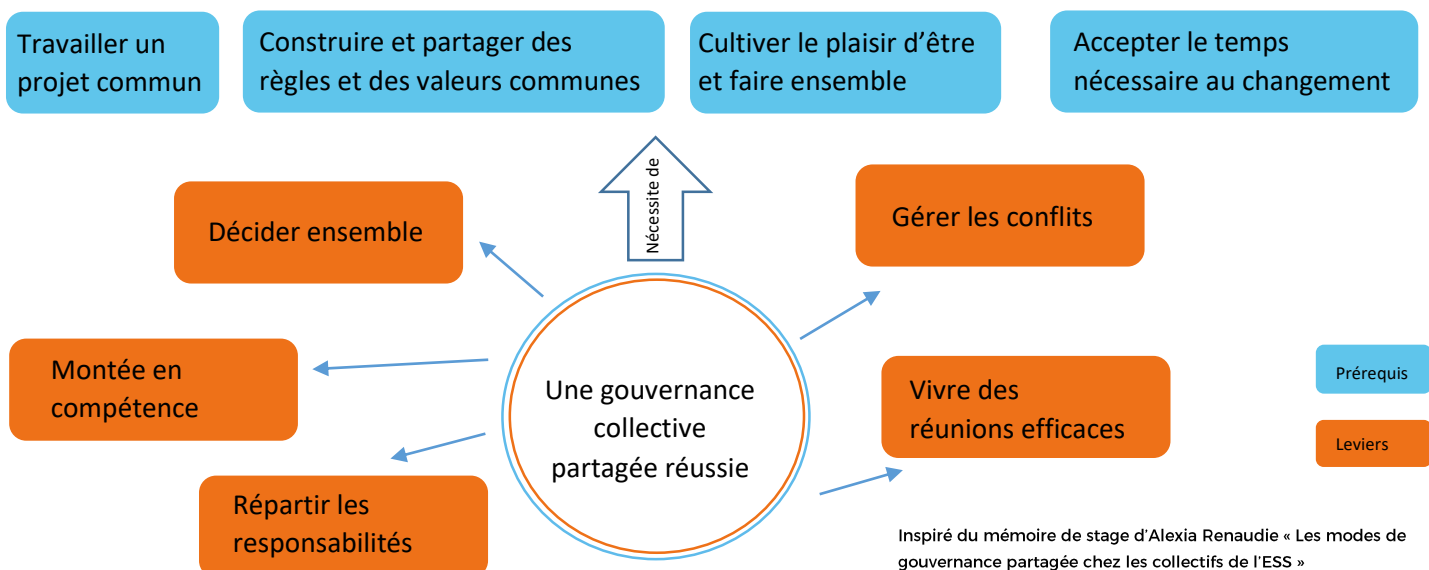 Travailler un
projet commun
Construire et partager des
règles et des valeurs communes
Cultiver le plaisir d’être
et faire ensemble
Accepter le temps
nécessaire au changement
Nécessite de
Décider ensemble
Gérer les conflits
Montée en
compétence
Une gouvernance
collective
partagée réussie
Vivre des
réunions efficaces
Prérequis
Leviers
Répartir les
responsabilités
Inspiré du mémoire de stage d’Alexia Renaudie « Les modes de
gouvernance partagée chez les collectifs de l’ESS »